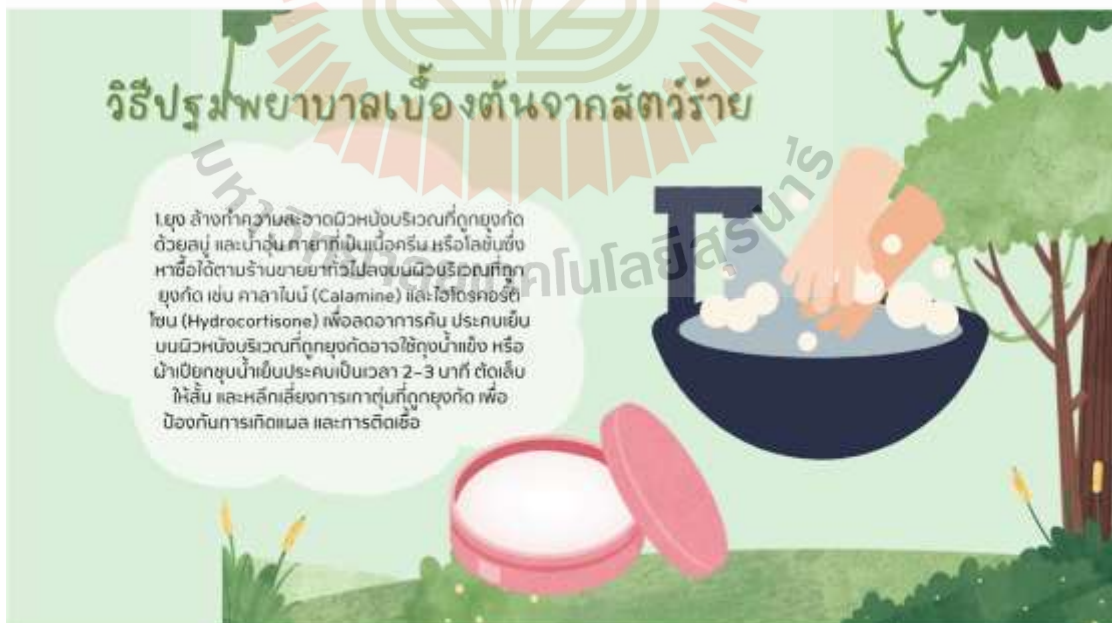 วิธีปฐมพยาบาลเบื้องต้นจากสัตว์ร้าย
1.ยุง ล้างทำความสะอาดผิวหนังบริเวณที่ถูกยุงกัด
ด้วยสบู่ และน้ำอุ่น ทายาที่เป็นเนื้อครีม หรือโลชั่นซึ่ง
หาซื้อได้ตามร้านขายยาทั่วไปลงบนผิวบริเวณที่ถูก
ยุงกัด เช่น คาลาไมน์ (Calamine) และไฮโดรคอร์ติ
โซน (Hydrocortisone) เพื่อลดอาการคัน ประคบเย็น
บนผิวหนังบริเวณที่ถูกยุงกัดอาจใช้ถุงน้ำแข็ง หรือ
ผ้าเปียกชุบน้ำเย็นประคบเป็นเวลา 2-3 นาที ตัดเล็บ
ให้สั้น และหลีกเลี่ยงการเกาตุ่มที่ถูกยุงกัด เพื่อ
ป้องกันการเกิดแผล และการติดเชื้อ